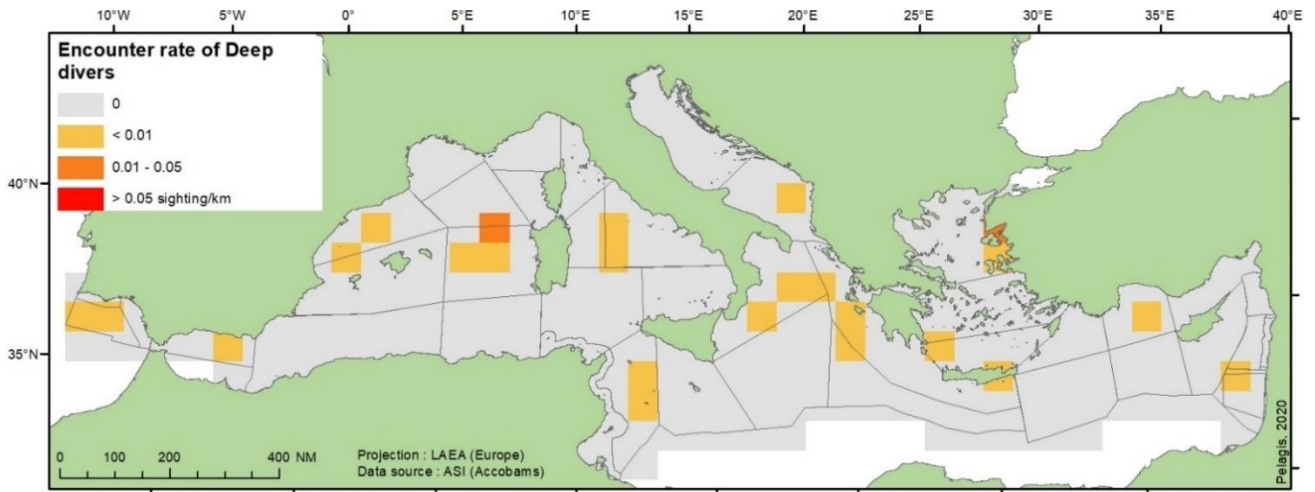 10°W 5°W 0° 5°E 10°E 15°E 20°E 25°E 30°E 35°E 40°E
Encounter rate of Deep
divers
0
< 0.01
0.01 - 0.05
> 0.05 sighting/km
40°N
35°N
0 100 200 400 NM
Projection : LAEA (Europe)
Data source : ASI (Accobams)
Pelagis, 2020